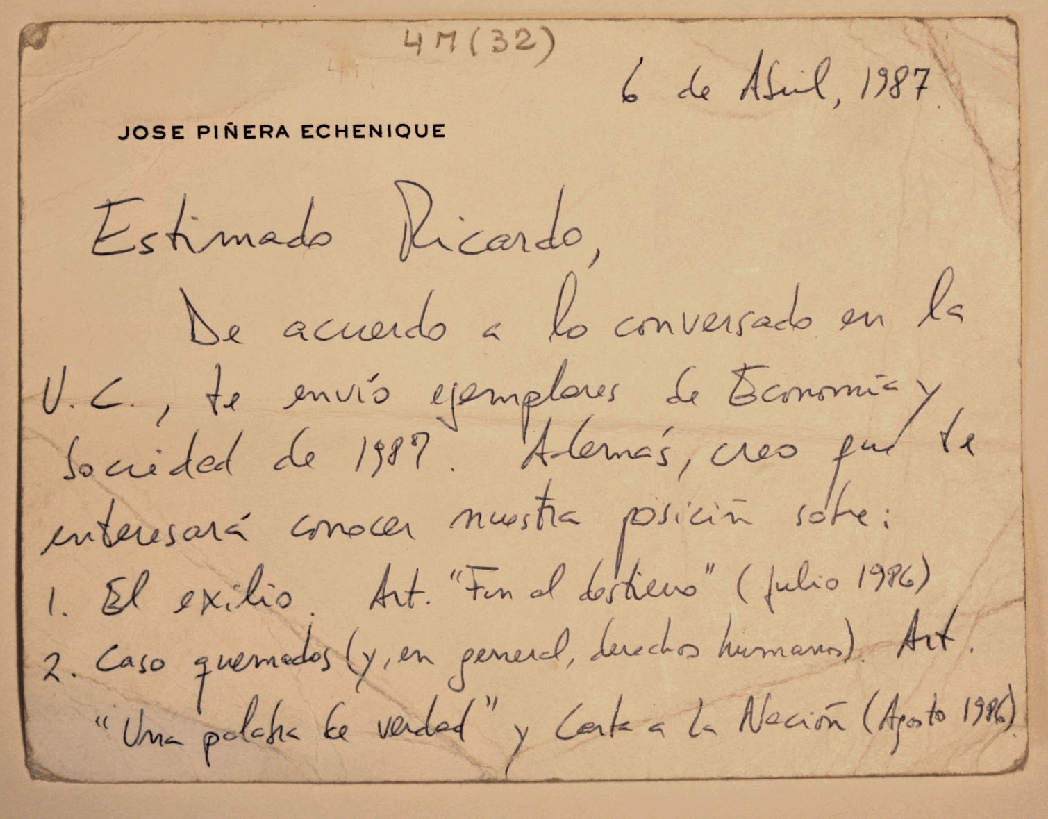 4M(32)
6 de Abril, 1987.
JOSE PIÑERA ECHENIQUE
Estimado Ricardo,
De acuerdo a lo conversado en la
U.C., te envío ejemplares de Economía y
Sociedad de 1987. Además, creo que te
interesará conocer nuestra posición sobre:
1. El exilio. Art. "Fin al destierro" (julio 1986)
2. Caso quemados (y, en general, derechos humanos). Art.
"Una palabra de verdad" y Carta a la Nación (Agosto 1986).